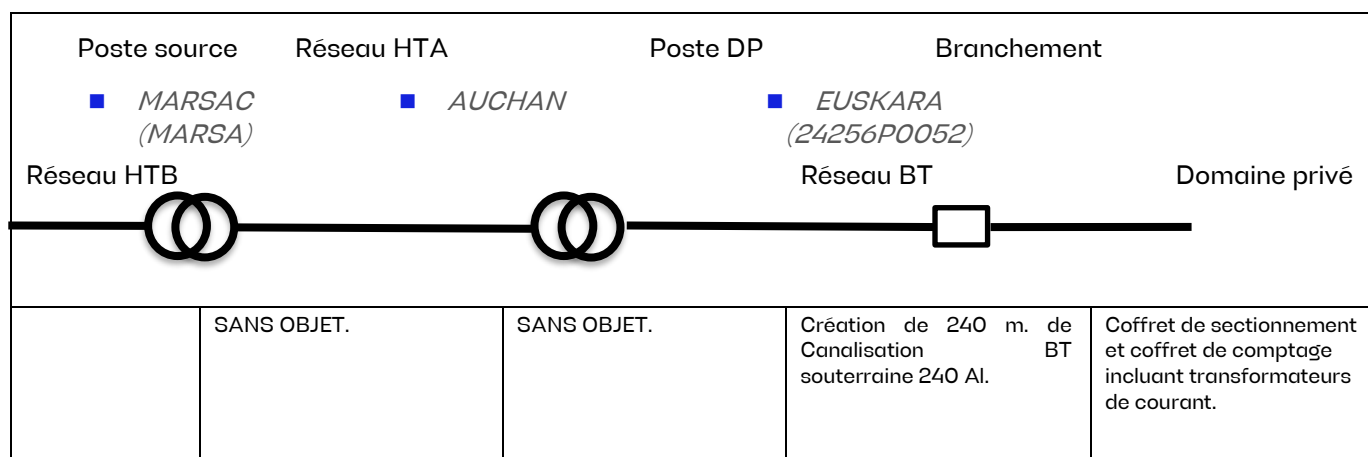 Poste source Réseau HTA Poste DP Branchement
MARSAC AUCHAN EUSKARA
(MARSA) (24256P0052)
Réseau HTB Réseau BT Domaine privé
SANS OBJET.
SANS OBJET.
Création de 240 m. de
Canalisation BT
souterraine 240 Al.
Coffret de sectionnement
et coffret de comptage
incluant transformateurs
de courant.